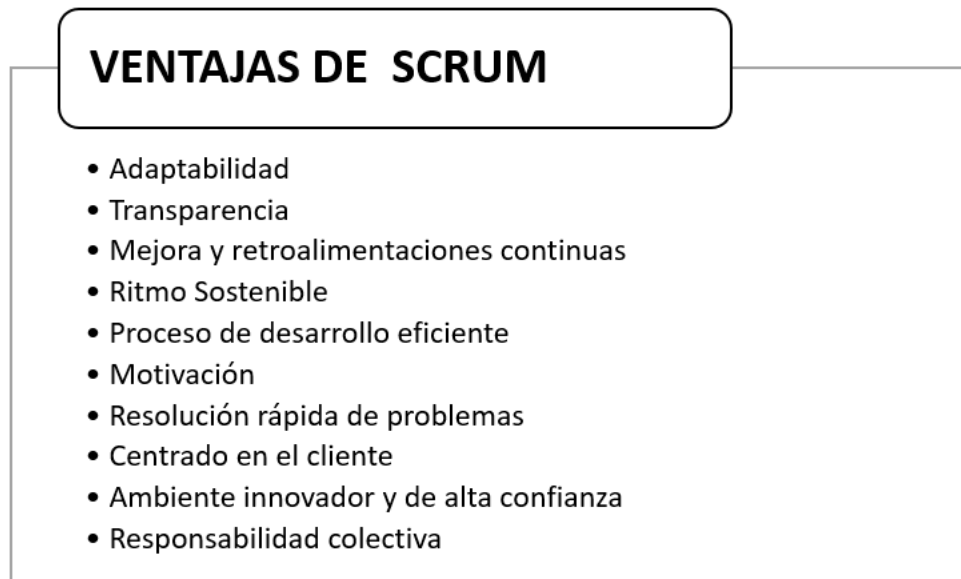 VENTAJAS DE  SCRUM
• Adaptabilidad
• Transparencia
• Mejora y retroalimentaciones continuas
• Ritmo Sostenible
• Proceso de desarrollo eficiente
• Motivación
• Resolución rápida de problemas
• Centrado en el cliente
• Ambiente innovador y de alta confianza
• Responsabilidad colectiva